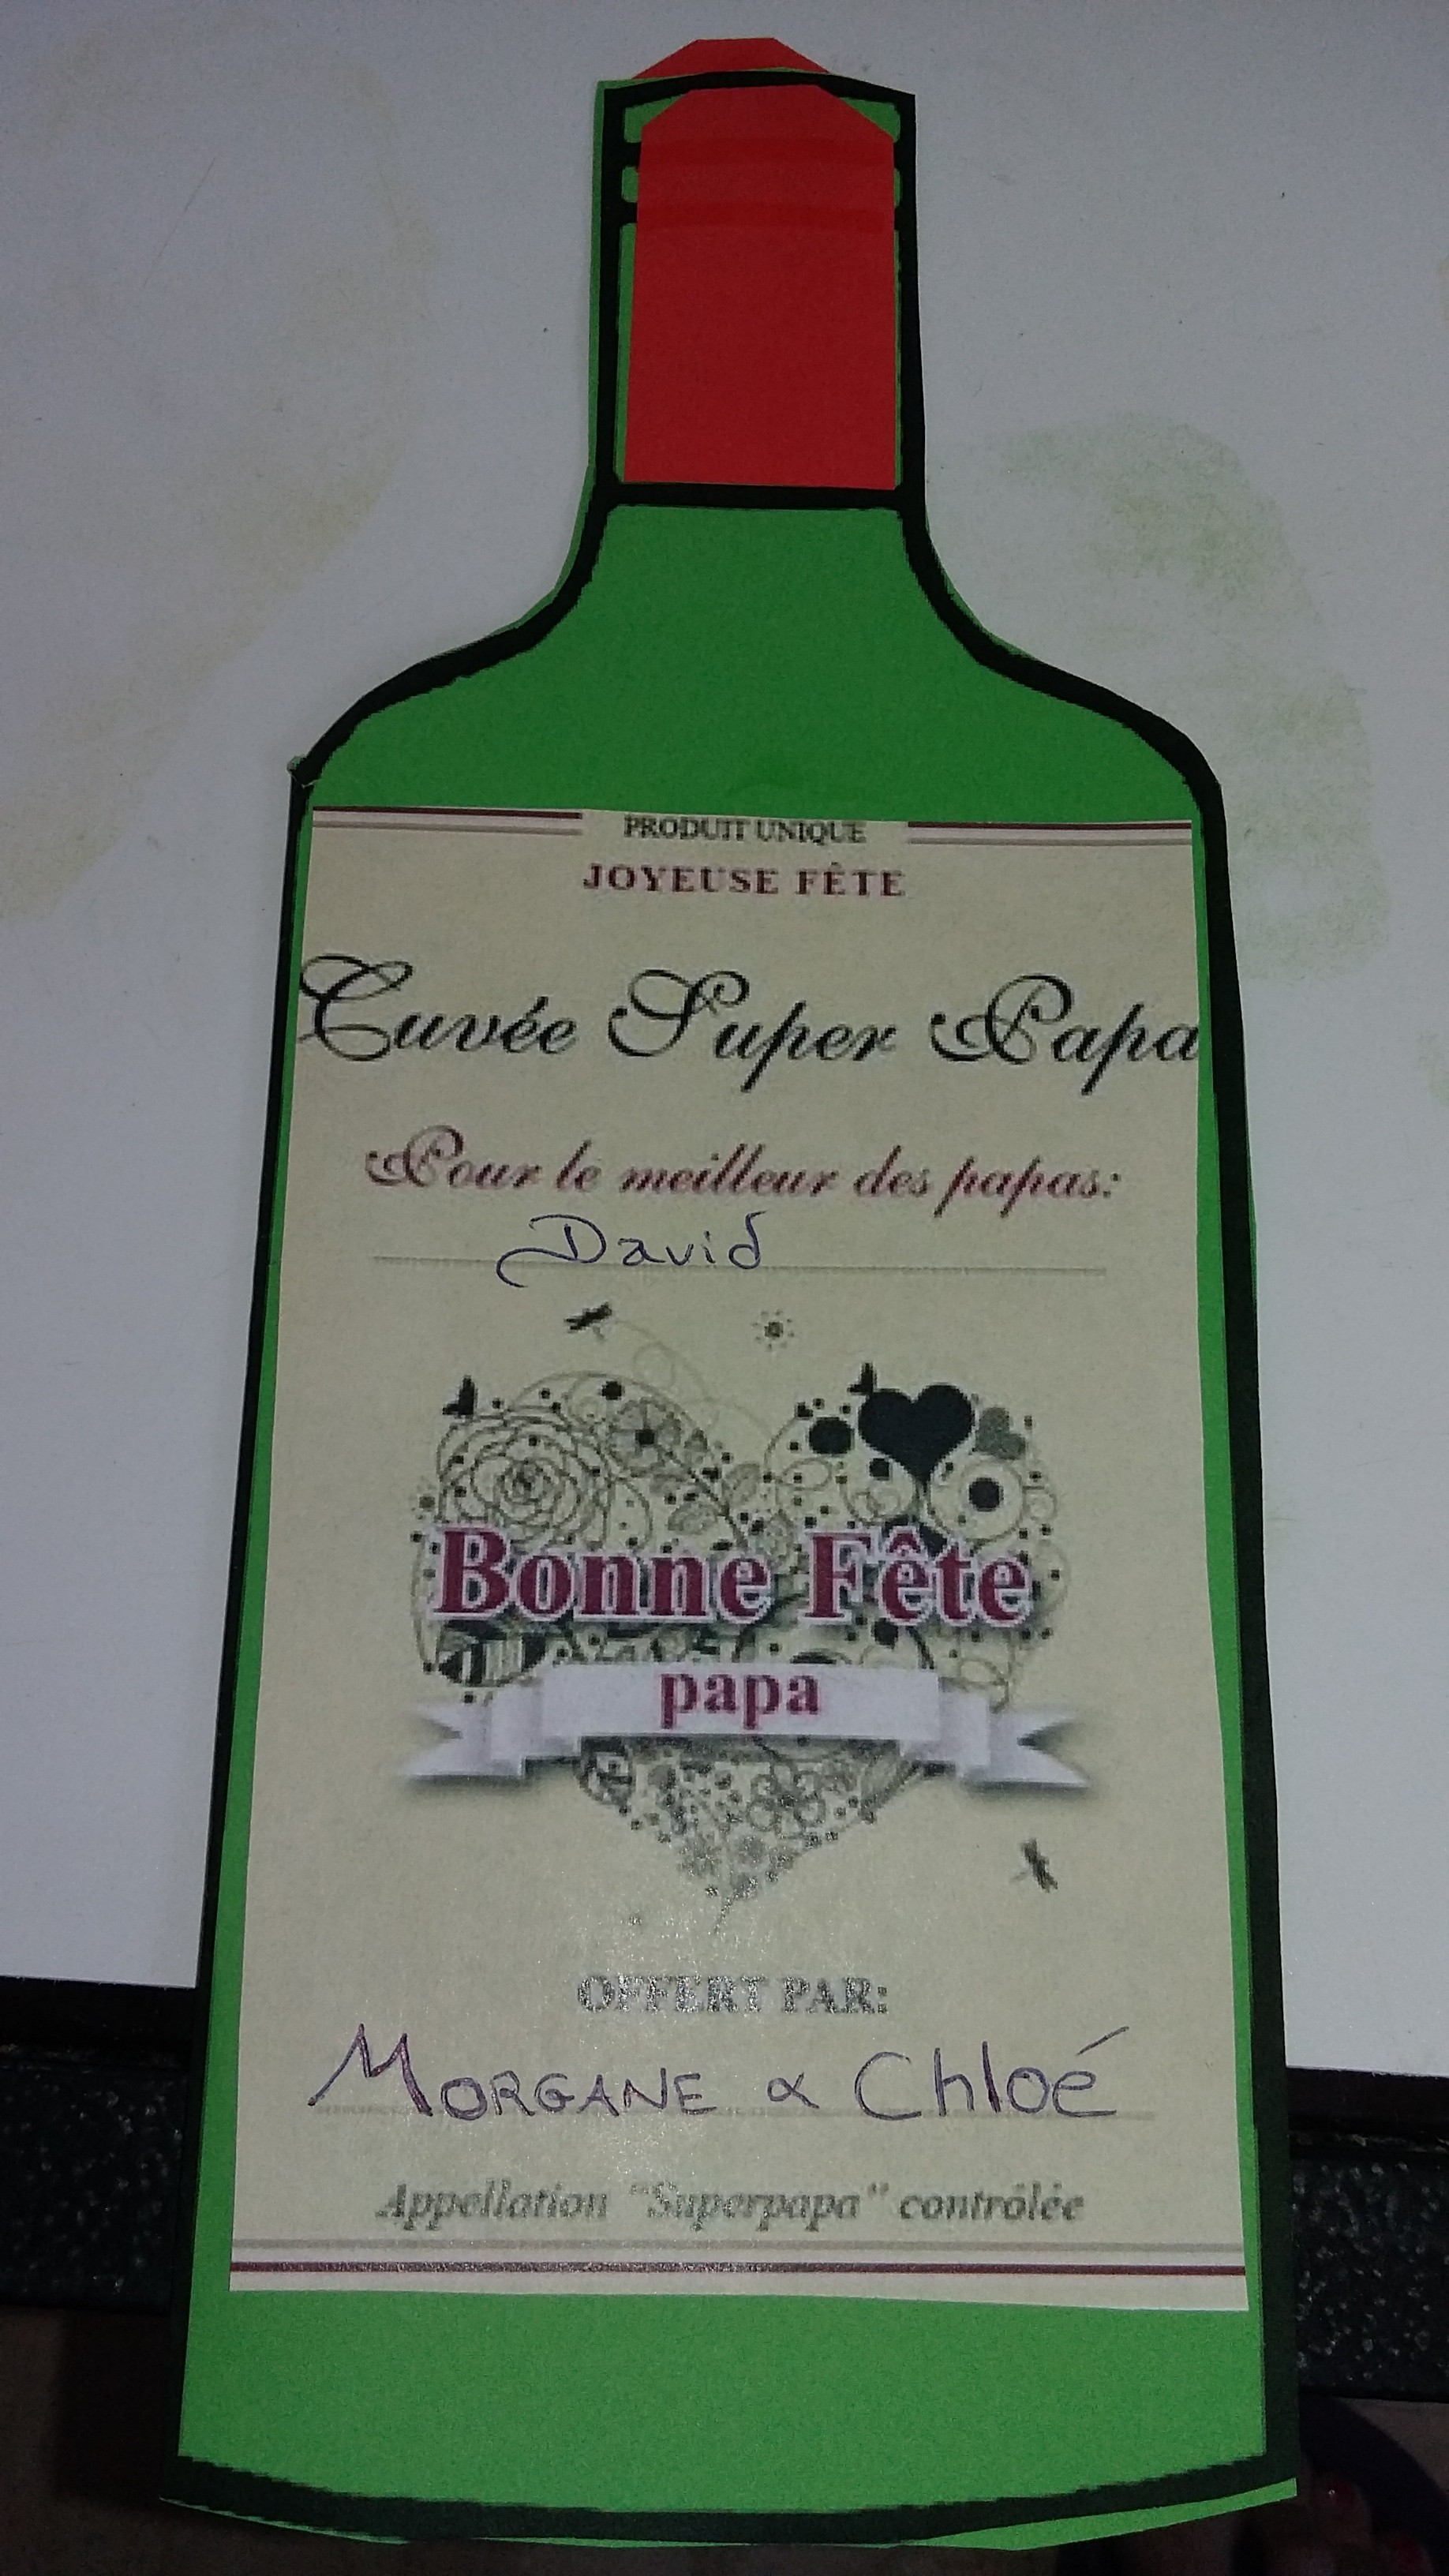 PRODUIT UNIQUE
JOYEUSE FÊTE
Cuvée Super Papa
Pour le meilleur des papas:
David
Bonne Fête
papa
OFFERT PAR:
MORGANE & Chloé
Appellation "Superpapa" contrôlée